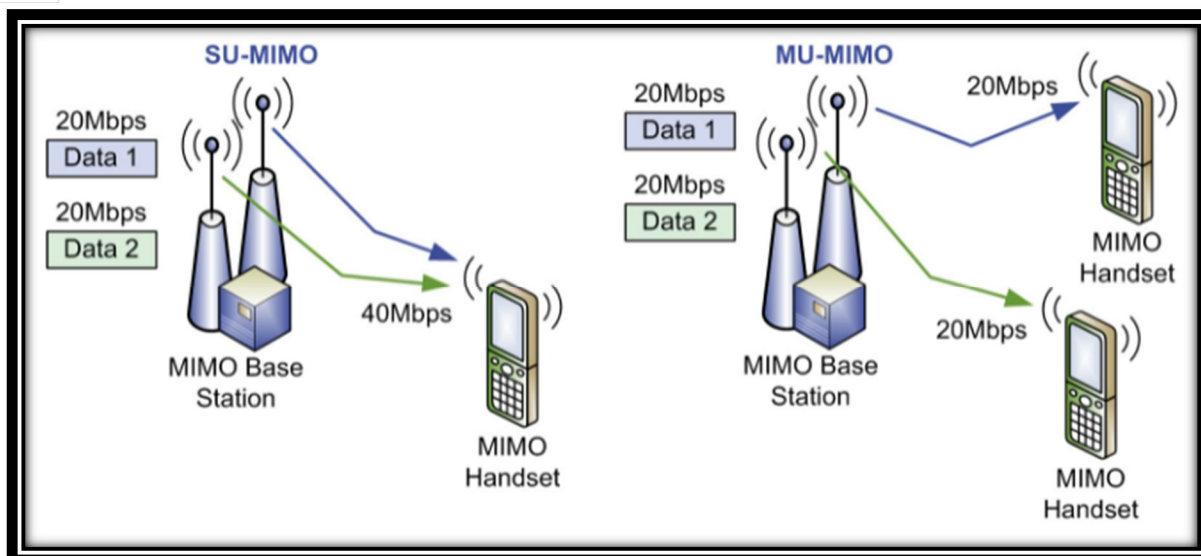 SU-MIMO
20Mbps
Data 1
20Mbps
Data 2
40Mbps
MIMO Base
Station
MIMO
Handset
MU-MIMO
20Mbps
Data 1
20Mbps
Data 2
20Mbps
MIMO
Handset
20Mbps
MIMO Base
Station
MIMO
Handset